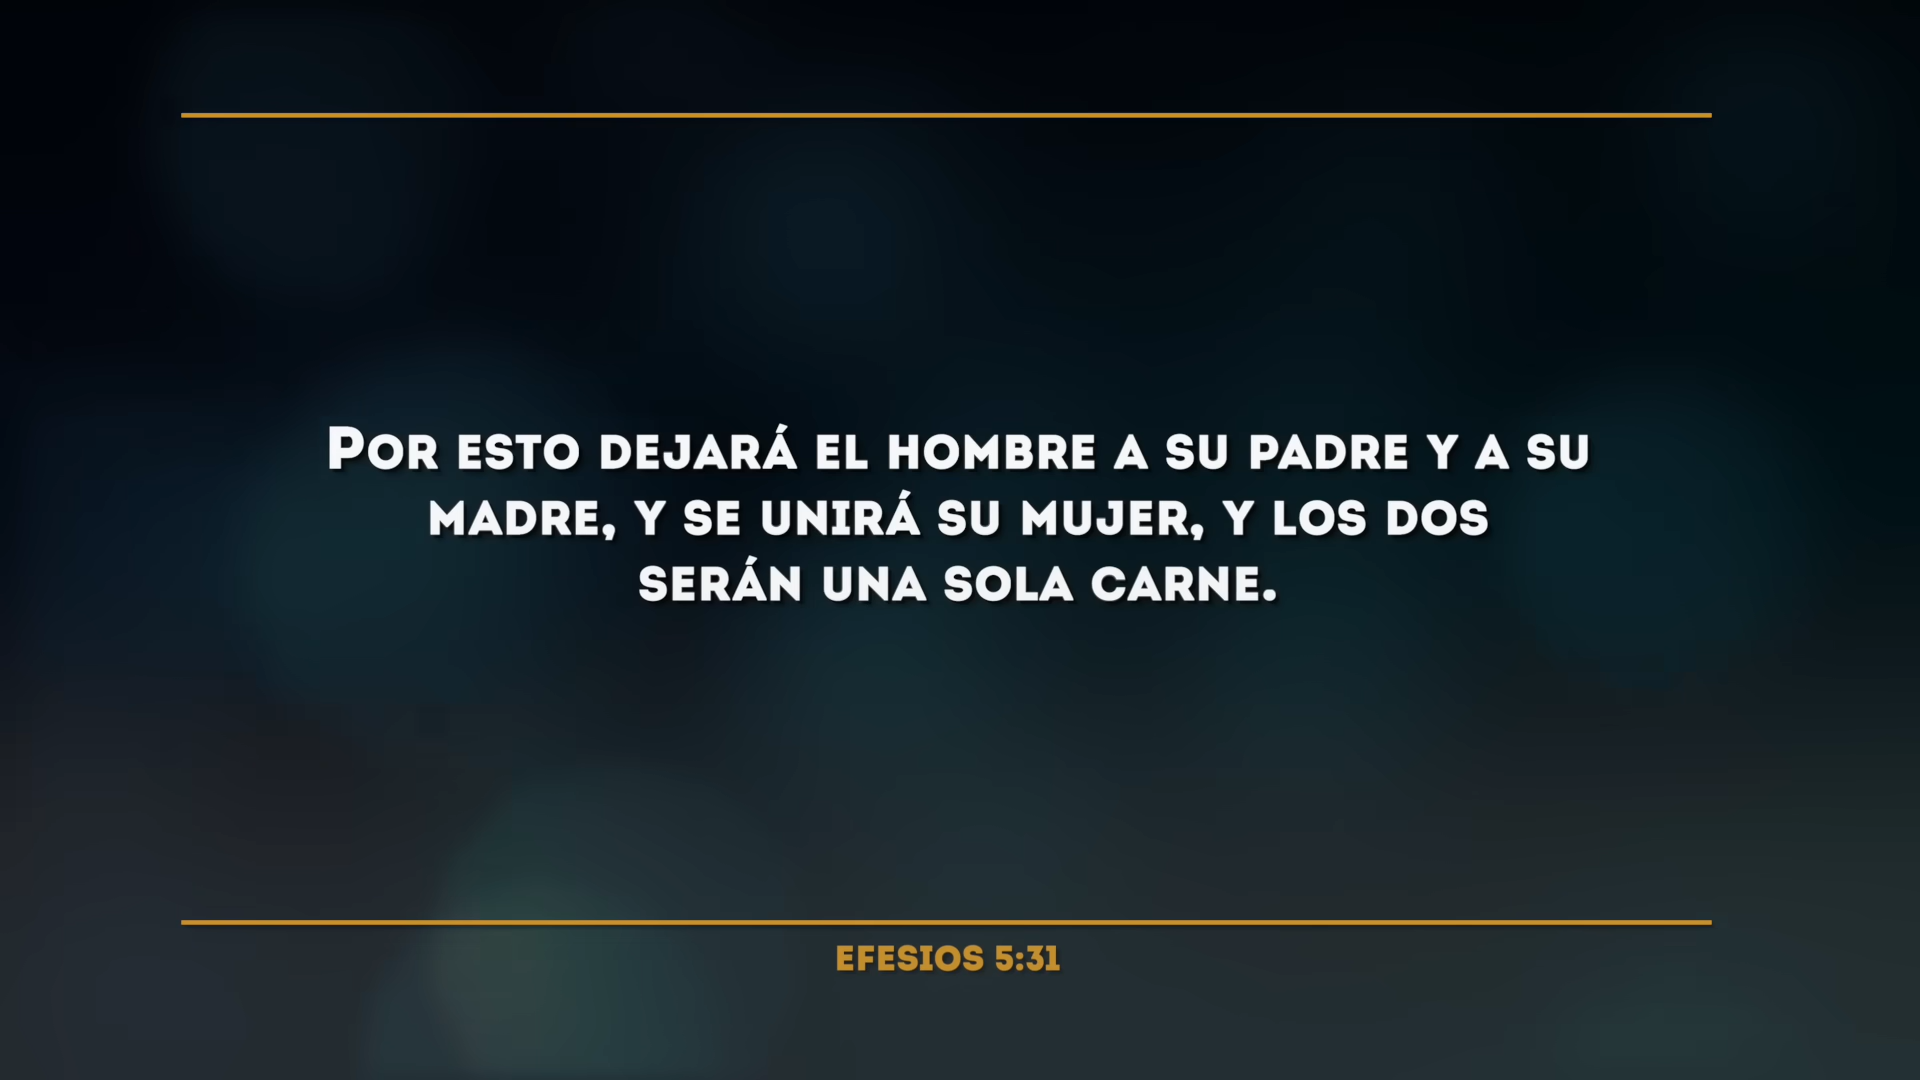 Por esto dejará el hombre a su padre y a su
madre, y se unirá su mujer, y los dos
serán una sola carne.
EFESIOS 5:31